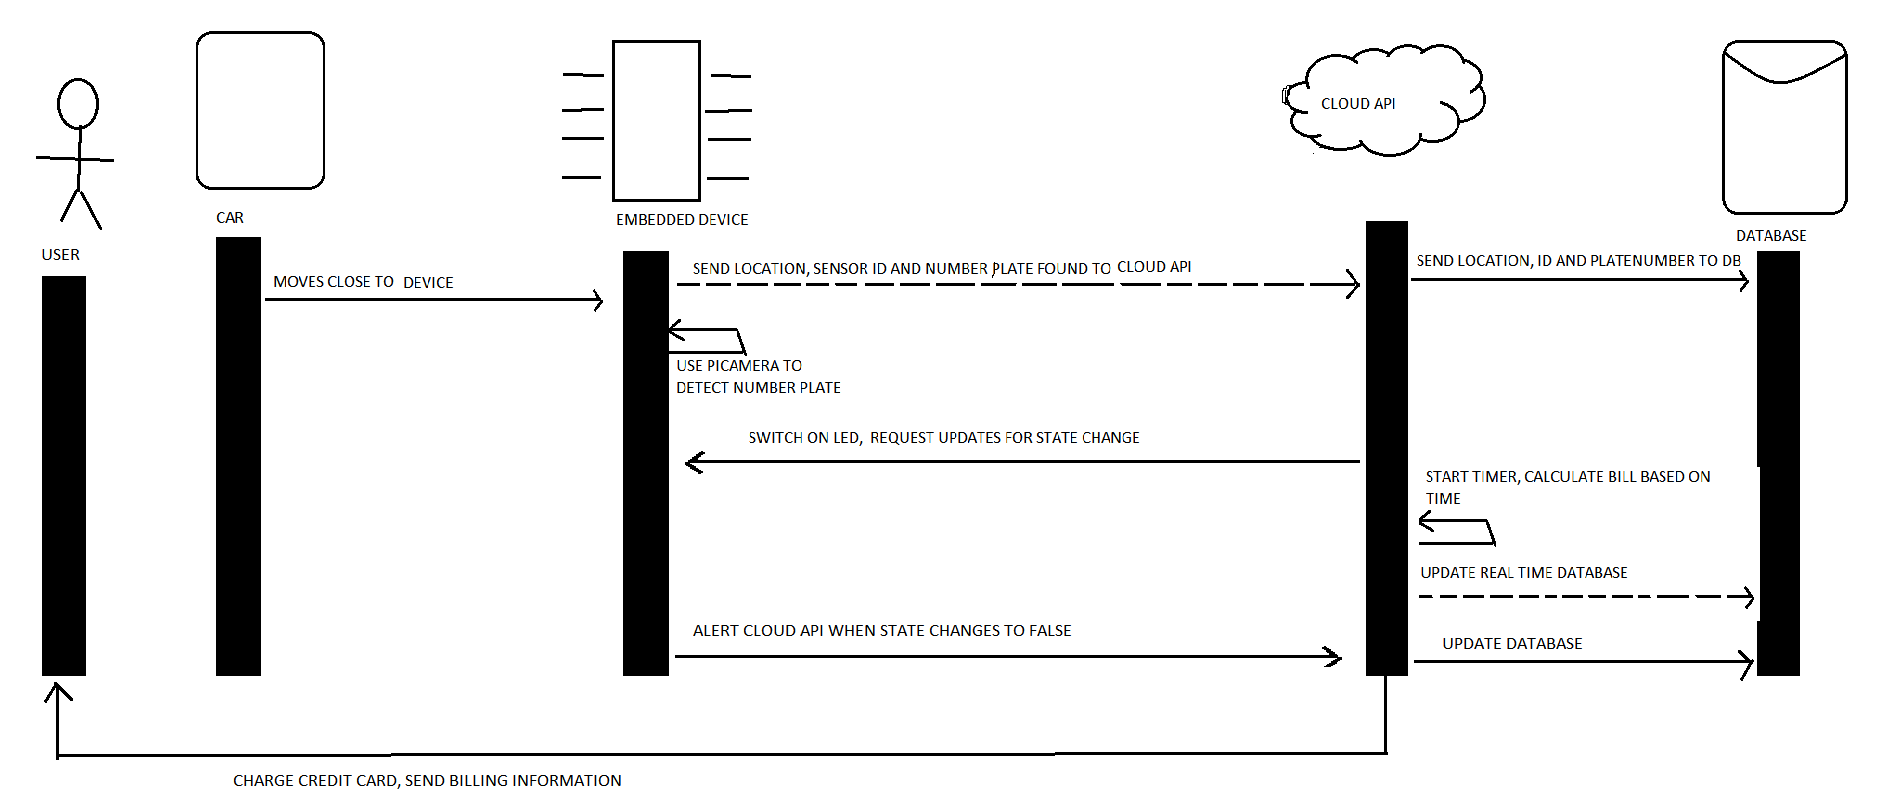 CLOUD API
CAR
EMBEDDED DEVICE
DATABASE
USER
SEND LOCATION, SENSOR ID AND NUMBER PLATE FOUND TO CLOUD API
SEND LOCATION, ID AND PLATENUMBER TO DB
MOVES CLOSE TO DEVICE
USE PICAMERA TO
DETECT NUMBER PLATE
SWITCH ON LED, REQUEST UPDATES FOR STATE CHANGE
START TIMER, CALCULATE BILL BASED ON
TIME
UPDATE REAL TIME DATABASE
ALERT CLOUD API WHEN STATE CHANGES TO FALSE
UPDATE DATABASE
CHARGE CREDIT CARD, SEND BILLING INFORMATION